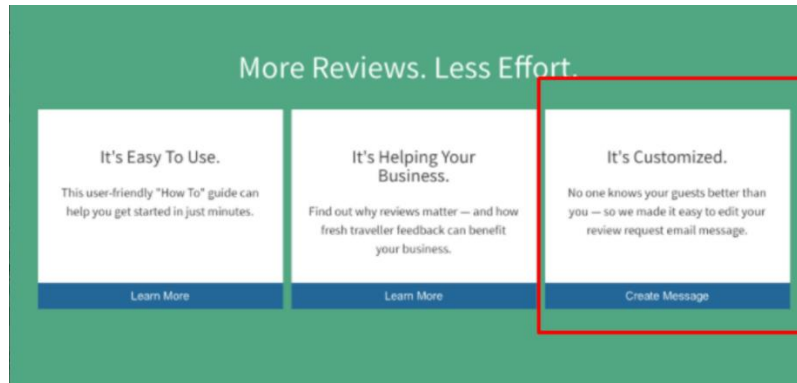 More Reviews. Less Effort.
It's Easy To Use.
This user-friendly "How To" guide can
help you get started in just minutes.
Learn More
It's Helping Your
Business.
Find out why reviews matter — and how
fresh traveller feedback can benefit
your business.
Learn More
It's Customized.
No one knows your guests better than
you — so we made it easy to edit your
review request email message.
Create Message